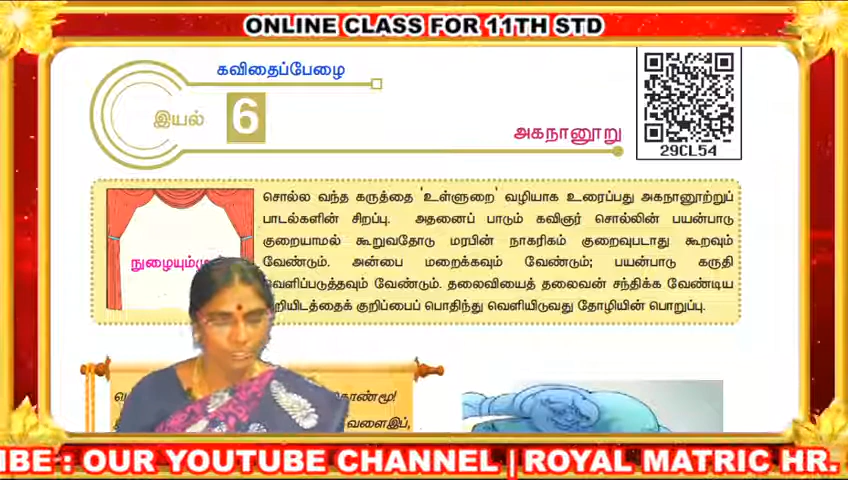 ONLINE CLASS FOR 11TH STD
கவிதைப்பேழை
இயல் 6
அகநானூறு
29CL54
சொல்ல வந்த கருத்தை 'உள்ளுறை' வழியாக உரைப்பது அகநானூற்றுப்
பாடல்களின் சிறப்பு. அதனைப் பாடும் கவிஞர் சொல்லின் பயன்பாடு
குறையாமல் கூறுவதோடு மரபின் நாகரிகம் குறைவுபடாது கூறவும்
வேண்டும். அன்பை மறைக்கவும் வேண்டும்; பயன்பாடு கருதி
வெளிப்படுத்தவும் வேண்டும். தலைவியைத் தலைவன் சந்திக்க வேண்டிய
குறியிடத்தைக் குறிப்பைப் பொதிந்து வெளியிடுவது தோழியின் பொறுப்பு.
: OUR YOUTUBE CHANNEL | ROYAL MATRIC HR.